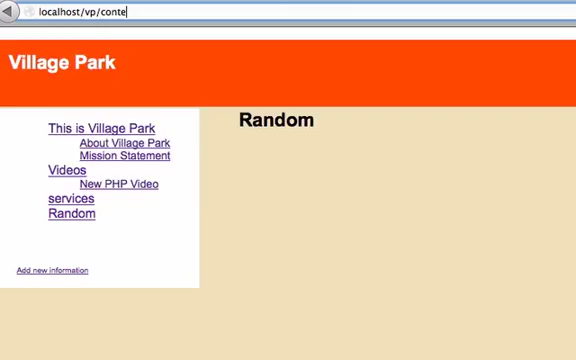 localhost/vp/conte
Village Park
This is Village Park
About Village Park
Mission Statement
Videos
New PHP Video
services
Random
Add new information
Random